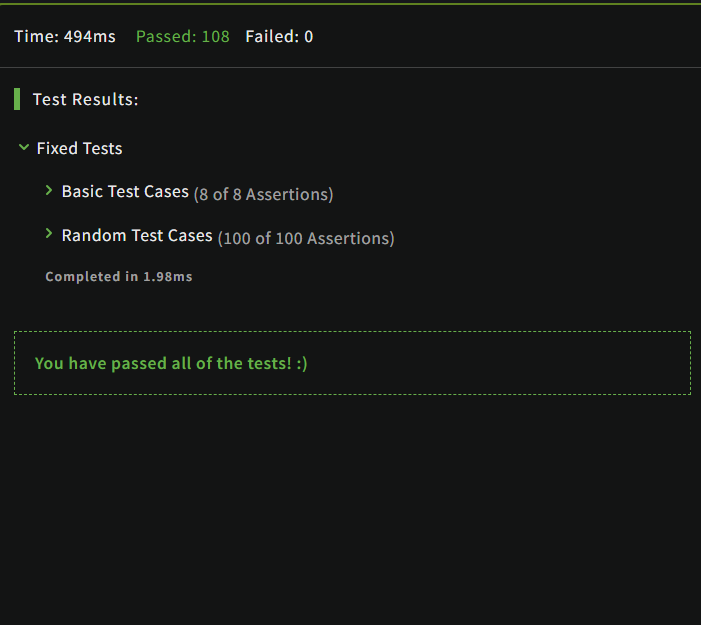 Time: 494ms Passed: 108 Failed: 0
Test Results:
Fixed Tests
Basic Test Cases (8 of 8 Assertions)
Random Test Cases (100 of 100 Assertions)
Completed in 1.98ms
You have passed all of the tests! :)